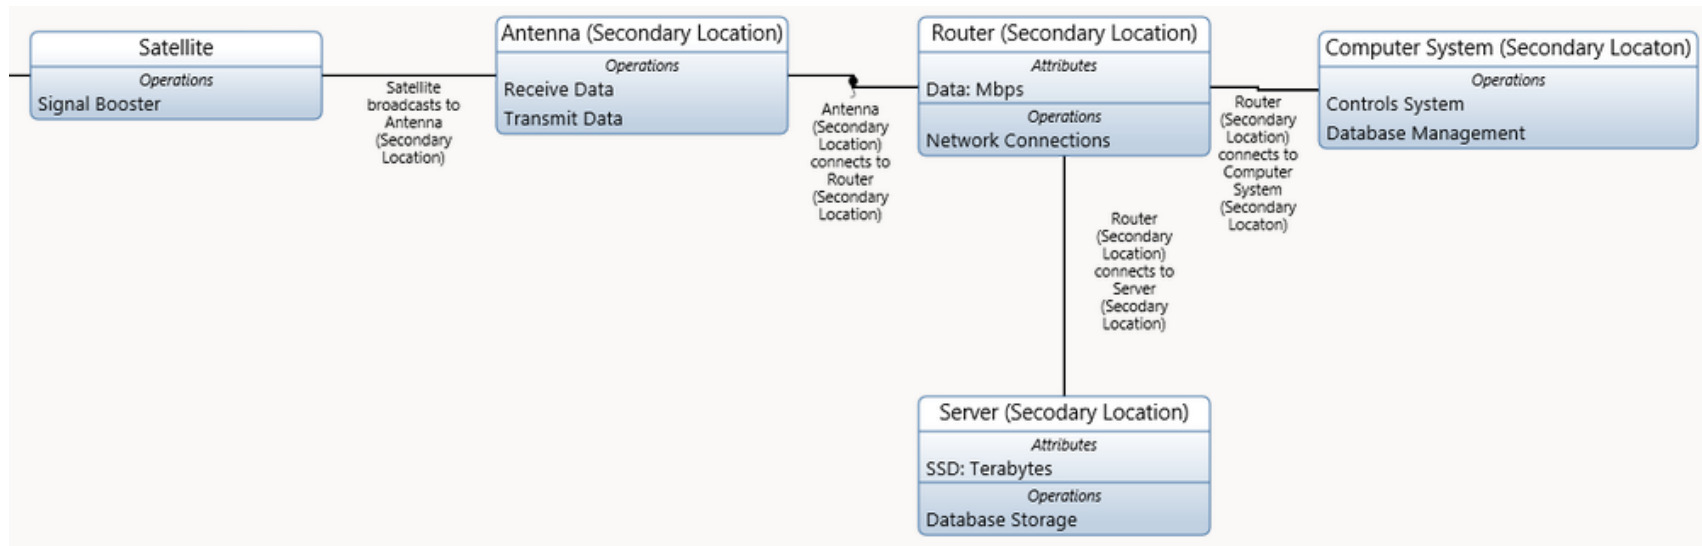 Satellite
Operations
Signal Booster
Satellite
broadcasts to
Antenna
(Secondary
Location)
Antenna (Secondary Location)
Operations
Receive Data
Transmit Data
Antenna
(Secondary
Location)
connects to
Router
(Secondary
Location)
Router (Secondary Location)
Attributes
Data: Mbps
Operations
Network Connections
Router
(Secondary
Location)
connects to
Computer
System
(Secondary
Locaton)
Computer System (Secondary Locaton)
Operations
Controls System
Database Management
Router
(Secondary
Location)
connects to
Server
(Secodary
Location)
Server (Secodary Location)
Attributes
SSD: Terabytes
Operations
Database Storage